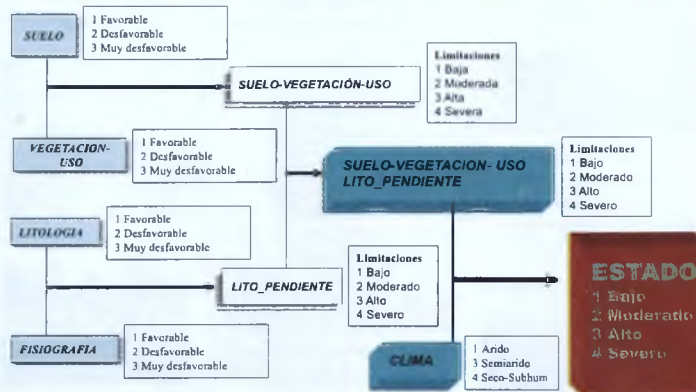 SUELO
1 Favorable
2 Desfavorable
3 Muy desfavorable
SUELO-VEGETACIÓN-USO
Limitaciones
1 Baja
2 Moderada
3 Alta
4 Severa
VEGETACION-
USO
1 Favorable
2 Desfavorable
3 Muy desfavorable
SUELO-VEGETACION- USO
LITO_PENDIENTE
Limitaciones
1 Bajo
2 Moderado
3 Alto
4 Severo
LITOLOGIA
1 Favorable
2 Desfavorable
3 Muy desfavorable
LITO_PENDIENTE
Limitaciones
1 Bajo
2 Moderado
3 Alto
4 Severo
ESTADO
1 Bajo
2 Moderado
3 Alto
4 Severo
FISIOGRAFIA
1 Favorable
2 Desfavorable
3 Muy desfavorable
CLIMA
1 Arido
3 Semiarido
4 Seco-Subhum